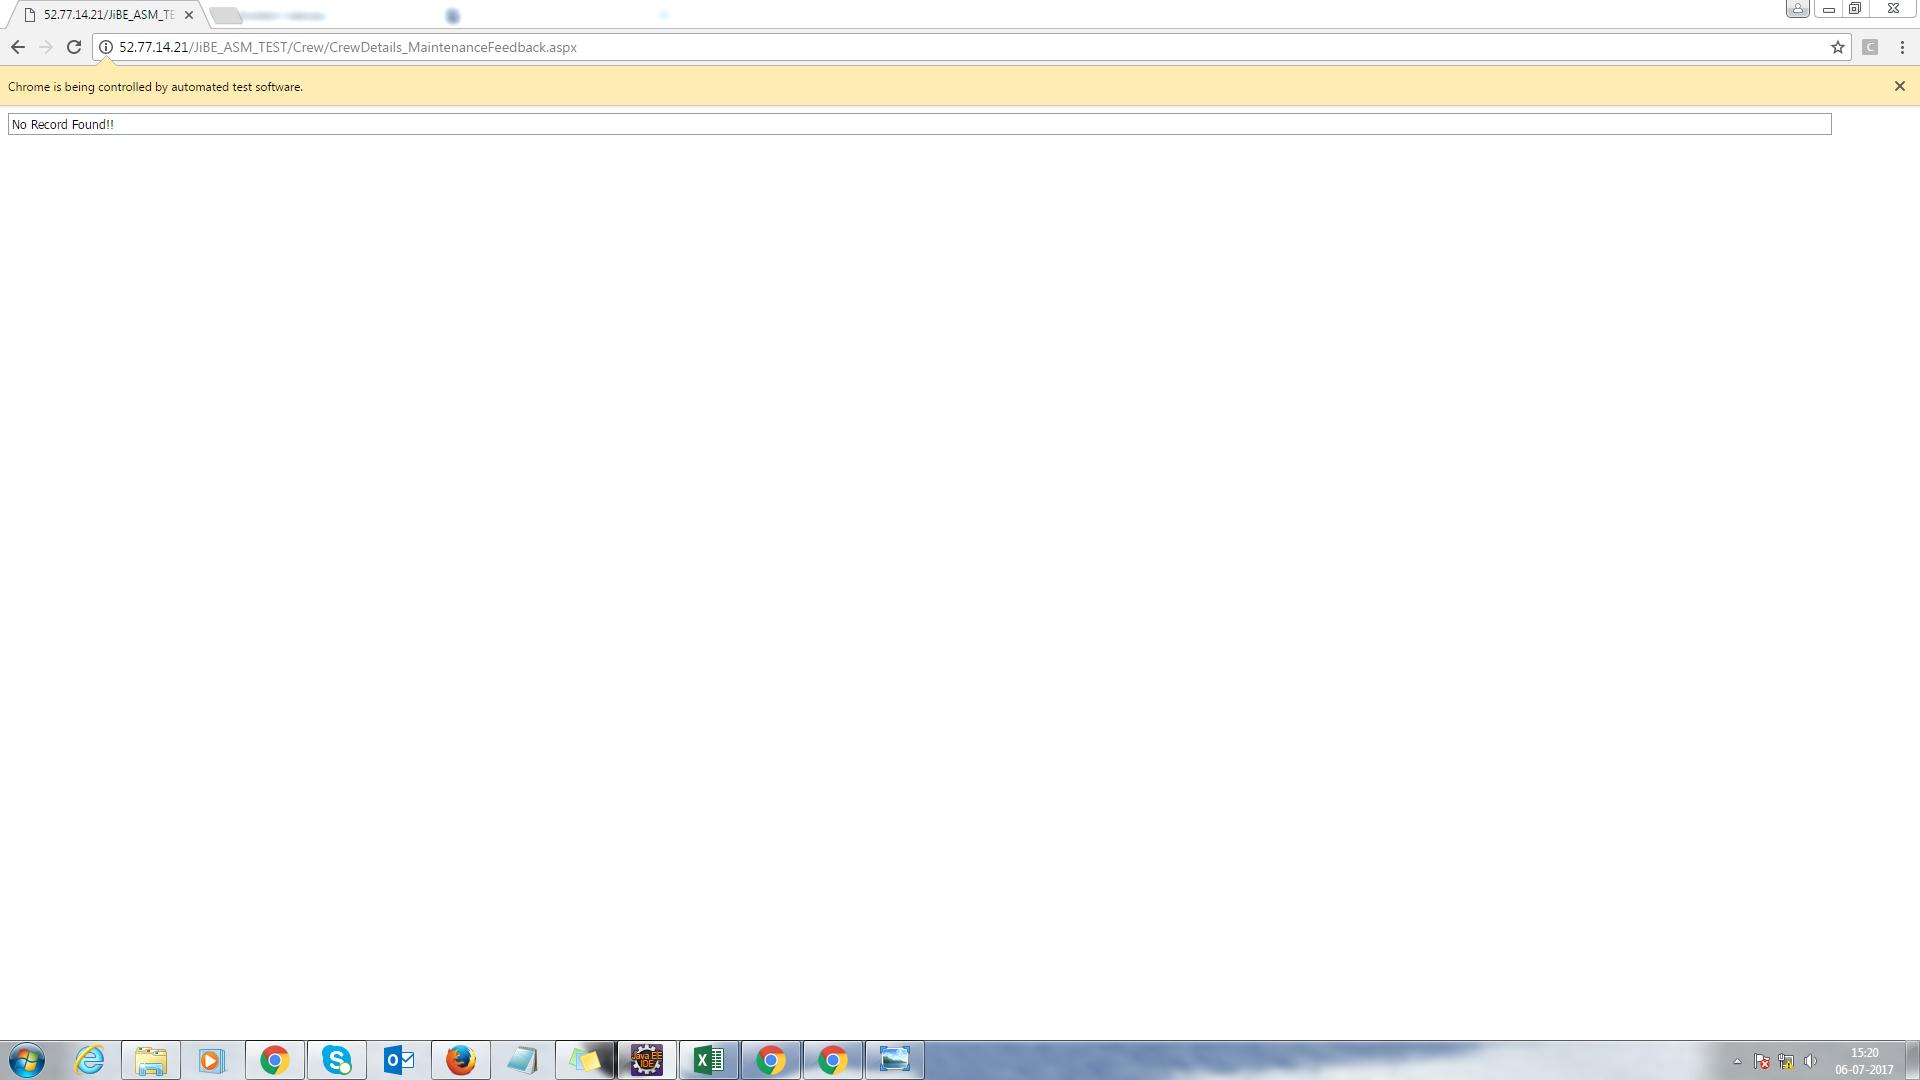 52.77.14.21/JiBE_ASM_TE
52.77.14.21/JiBE_ASM_TEST/Crew/CrewDetails_MaintenanceFeedback.aspx
C
Chrome is being controlled by automated test software.
No Record Found!!
Java EE
IDE
15:20
06-07-2017